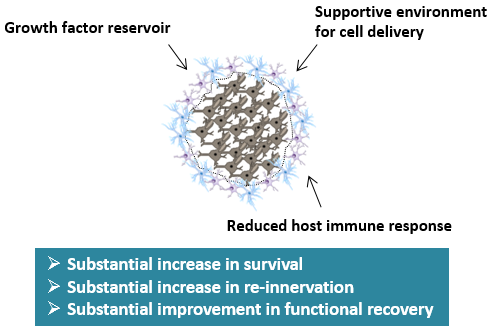 Growth factor reservoir
Supportive environment
for cell delivery
Reduced host immune response
➢ Substantial increase in survival
➢ Substantial increase in re-innervation
➢ Substantial improvement in functional recovery